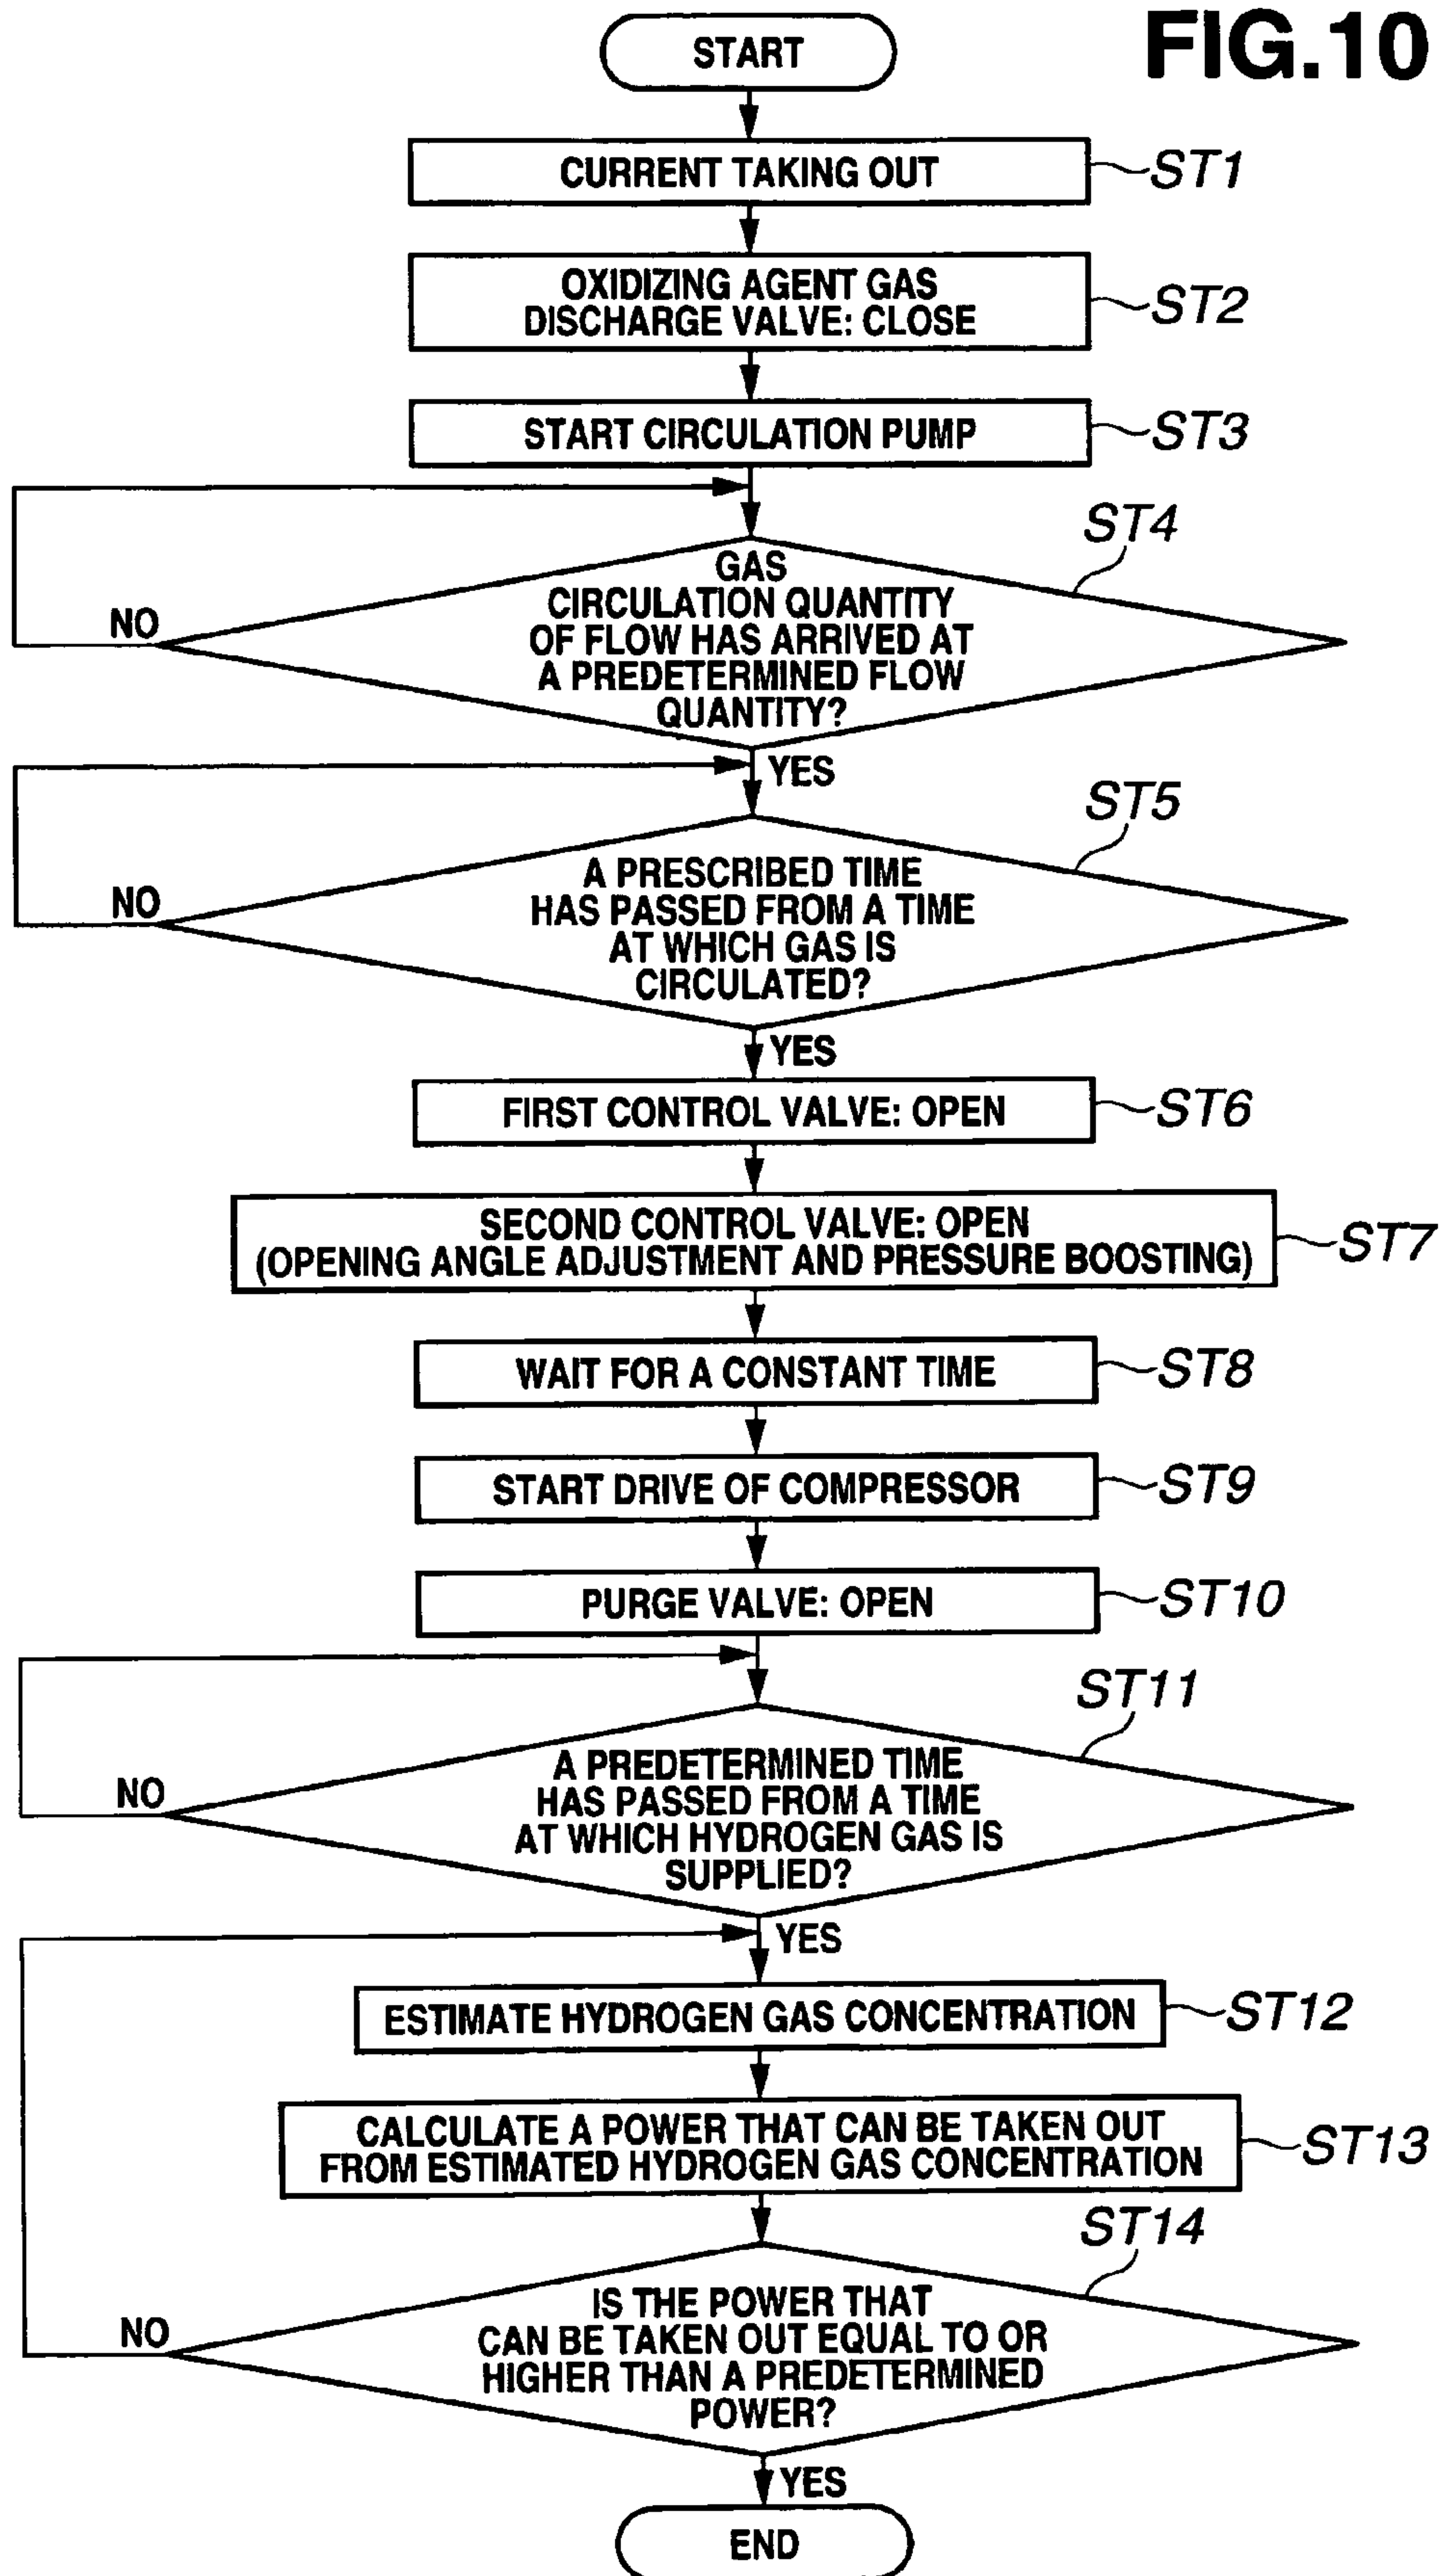 FIG.10
START
CURRENT TAKING OUT
ST1
OXIDIZING AGENT GAS
DISCHARGE VALVE: CLOSE
ST2
START CIRCULATION PUMP
ST3
ST4
GAS
CIRCULATION QUANTITY
OF FLOW HAS ARRIVED AT
A PREDETERMINED FLOW
QUANTITY?
NO
YES
ST5
A PRESCRIBED TIME
HAS PASSED FROM A TIME
AT WHICH GAS IS
CIRCULATED?
NO
YES
FIRST CONTROL VALVE: OPEN
ST6
SECOND CONTROL VALVE: OPEN
(OPENING ANGLE ADJUSTMENT AND PRESSURE BOOSTING)
ST7
WAIT FOR A CONSTANT TIME
ST8
START DRIVE OF COMPRESSOR
ST9
PURGE VALVE: OPEN
ST10
ST11
A PREDETERMINED TIME
HAS PASSED FROM A TIME
AT WHICH HYDROGEN GAS IS
SUPPLIED?
NO
YES
ESTIMATE HYDROGEN GAS CONCENTRATION
ST12
CALCULATE A POWER THAT CAN BE TAKEN OUT
FROM ESTIMATED HYDROGEN GAS CONCENTRATION
ST13
ST14
IS THE POWER THAT
CAN BE TAKEN OUT EQUAL TO OR
HIGHER THAN A PREDETERMINED
POWER?
NO
YES
END